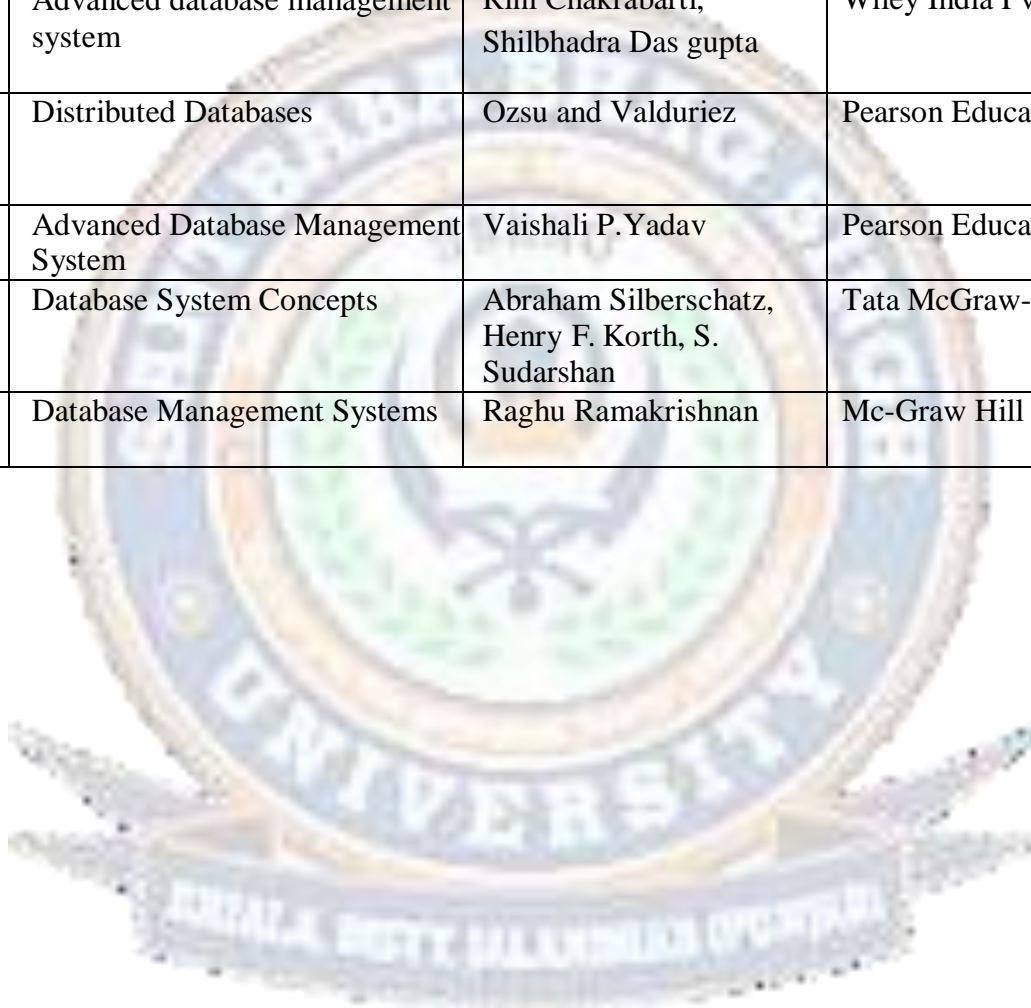 Advanced database management
system
Rini Chakrabarti,
Shilbhadra Das gupta
Wiley India Pv
Distributed Databases
Ozsu and Valduriez
Pearson Educa
Advanced Database Management
System
Vaishali P.Yadav
Pearson Educa
Database System Concepts
Abraham Silberschatz,
Henry F. Korth, S.
Sudarshan
Tata McGraw-
Database Management Systems
Raghu Ramakrishnan
Mc-Graw Hill
UNIVERSITY